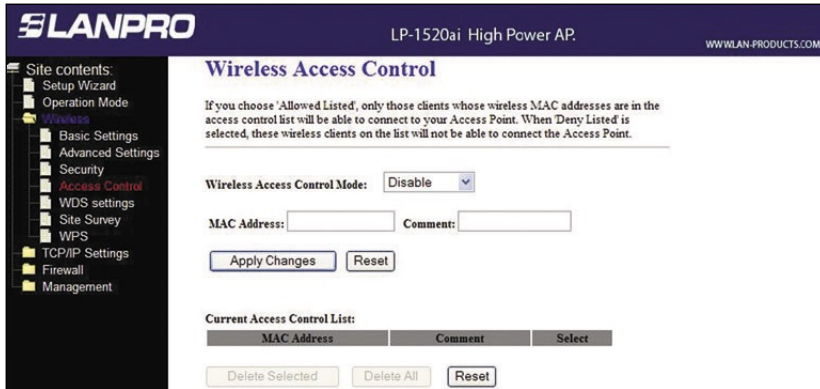 LANPRO
LP-1520ai High Power AP.
WWW.LAN-PRODUCTS.COM
Site contents:
Setup Wizard
Operation Mode
Wireless
Basic Settings
Advanced Settings
Security
Access Control
WDS settings
Site Survey
WPS
TCP/IP Settings
Firewall
Management
Wireless Access Control
If you choose 'Allowed Listed', only those clients whose wireless MAC addresses are in the
access control list will be able to connect to your Access Point. When 'Deny Listed' is
selected, these wireless clients on the list will not be able to connect the Access Point.
Wireless Access Control Mode: Disable
MAC Address: Comment:
Apply Changes Reset
Current Access Control List:
MAC Address Comment Select
Delete Selected Delete All Reset